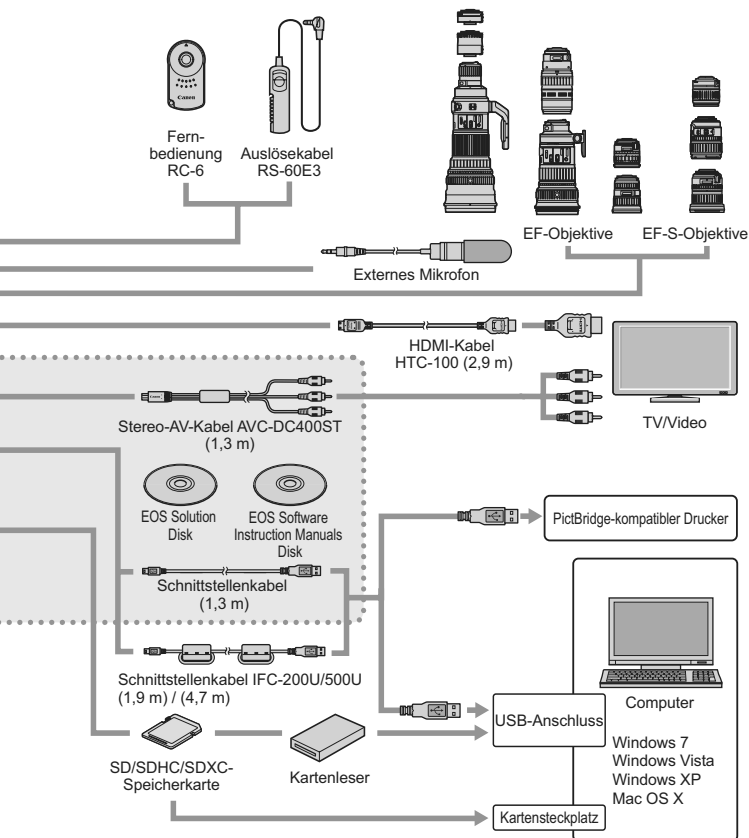 Canon
Fern-
bedienung
RC-6
Auslösekabel
RS-60E3
EF-Objektive
EF-S-Objektive
Externes Mikrofon
HDMI-Kabel
HTC-100 (2,9 m)
Stereo-AV-Kabel AVC-DC400ST
(1,3 m)
TV/Video
EOS Solution
Disk
EOS Software
Instruction Manuals
Disk
PictBridge-kompatibler Drucker
Schnittstellenkabel
(1,3 m)
Schnittstellenkabel IFC-200U/500U
(1,9 m) / (4,7 m)
Computer
USB-Anschluss
Windows 7
Windows Vista
Windows XP
Mac OS X
SD/SDHC/SDXC-
Speicherkarte
Kartenleser
Kartensteckplatz